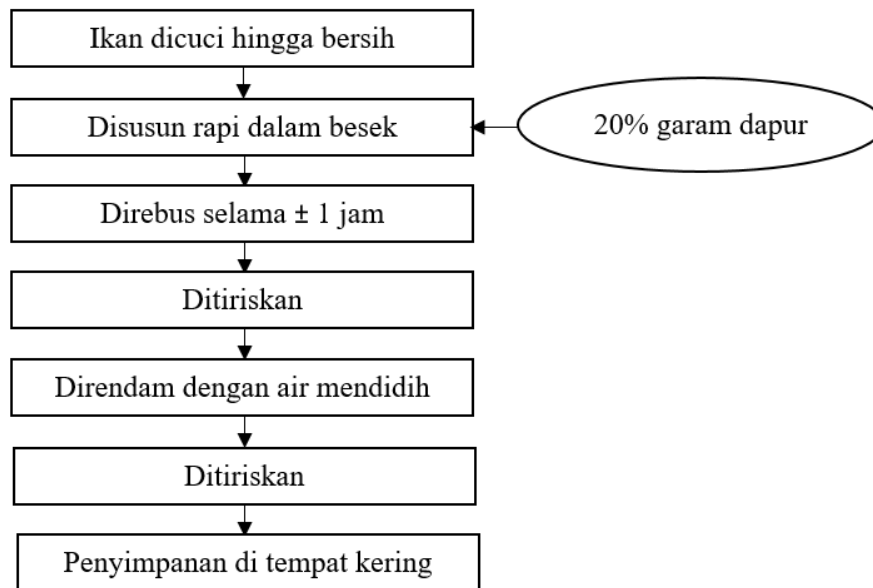 Ikan dicuci hingga bersih
Disusun rapi dalam besek
20% garam dapur
Direbus selama ± 1 jam
Ditiriskan
Direndam dengan air mendidih
Ditiriskan
Penyimpanan di tempat kering